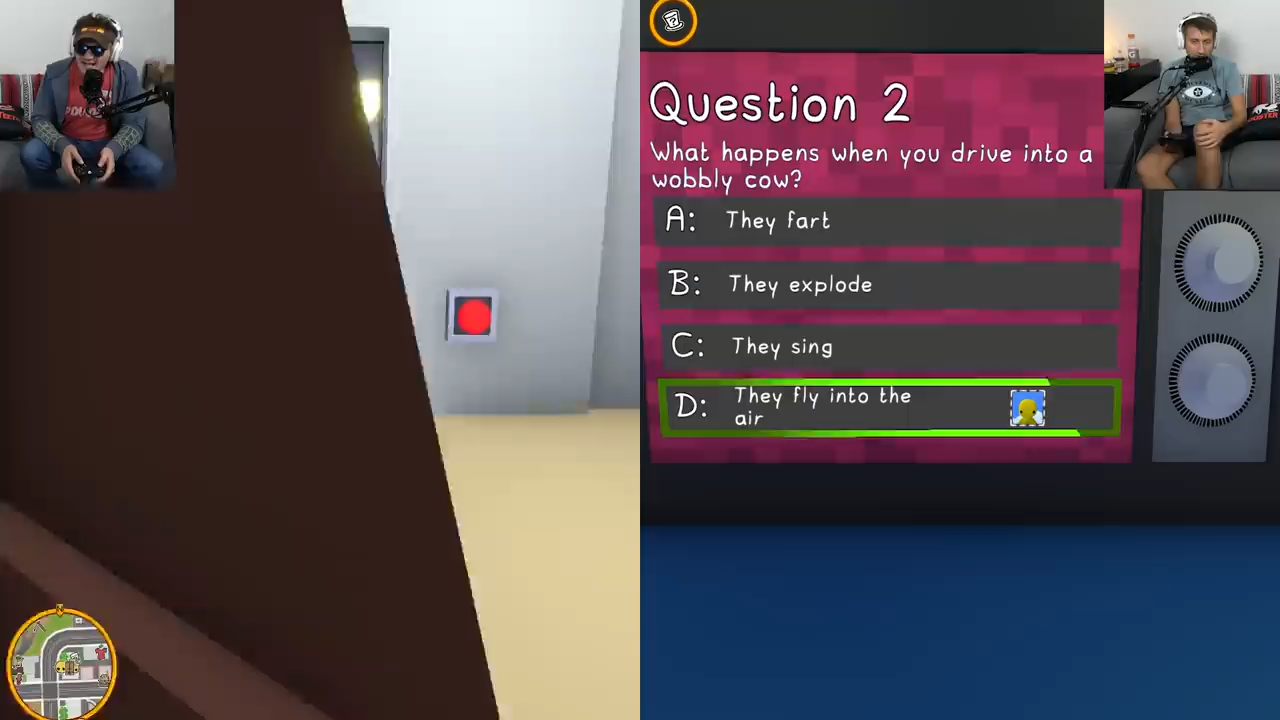 Question 2
What happens when you drive into a
wobbly cow?
A: They fart
B: They explode
C: They sing
D: They fly into the
air